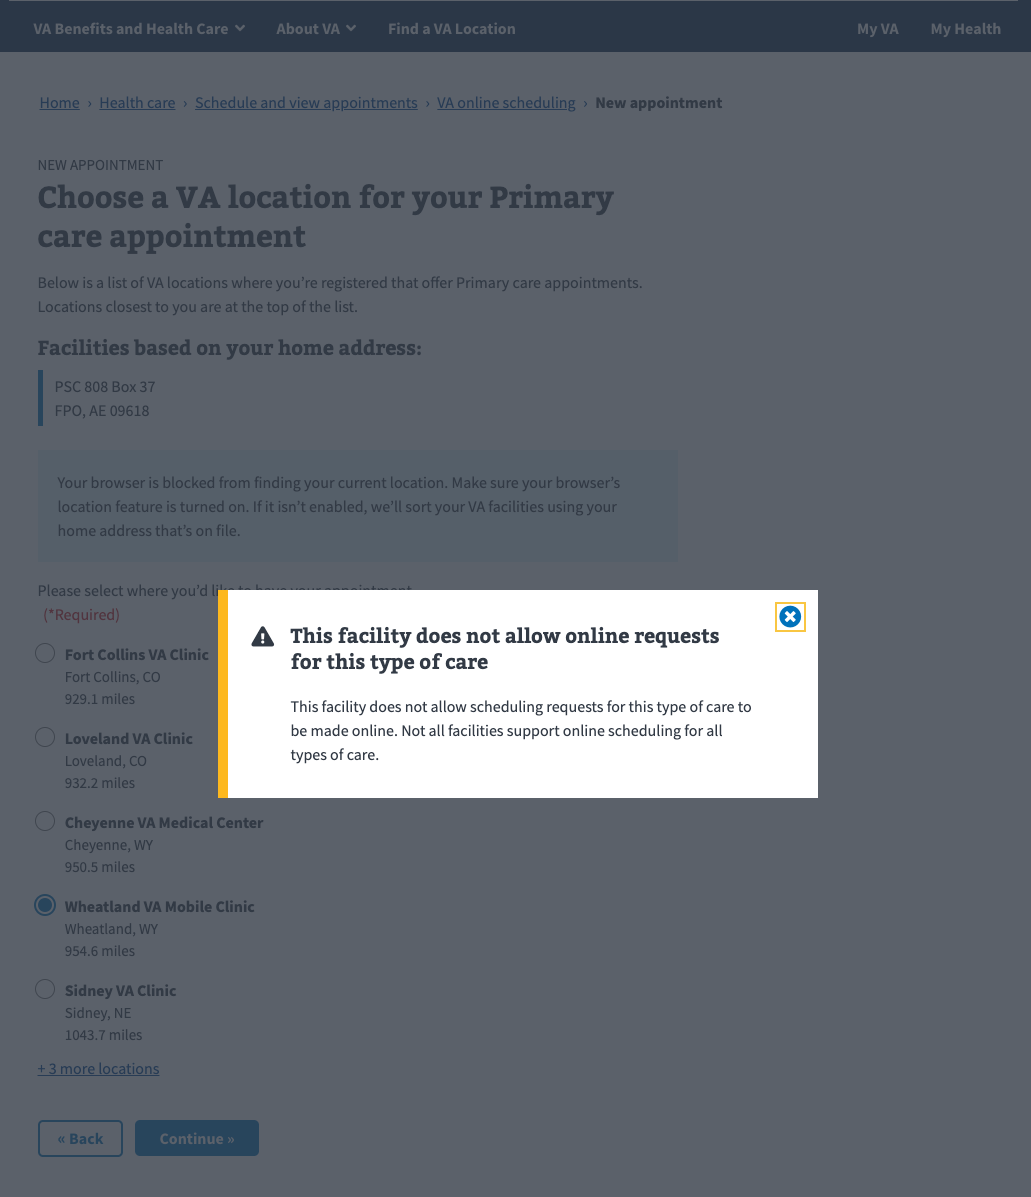 VA Benefits and Health Care About VA Find a VA Location My VA My Health
Home › Health care › Schedule and view appointments › VA online scheduling › New appointment
NEW APPOINTMENT
Choose a VA location for your Primary
care appointment
Below is a list of VA locations where you’re registered that offer Primary care appointments.
Locations closest to you are at the top of the list.
Facilities based on your home address:
PSC 808 Box 37
FPO, AE 09618
Your browser is blocked from finding your current location. Make sure your browser’s
location feature is turned on. If it isn’t enabled, we’ll sort your VA facilities using your
home address that’s on file.
Please select where you’d like to have your appointment
(*Required)
This facility does not allow online requests
for this type of care
This facility does not allow scheduling requests for this type of care to
be made online. Not all facilities support online scheduling for all
types of care.
Fort Collins VA Clinic
Fort Collins, CO
929.1 miles
Loveland VA Clinic
Loveland, CO
932.2 miles
Cheyenne VA Medical Center
Cheyenne, WY
950.5 miles
Wheatland VA Mobile Clinic
Wheatland, WY
954.6 miles
Sidney VA Clinic
Sidney, NE
1043.7 miles
+ 3 more locations
« Back Continue »